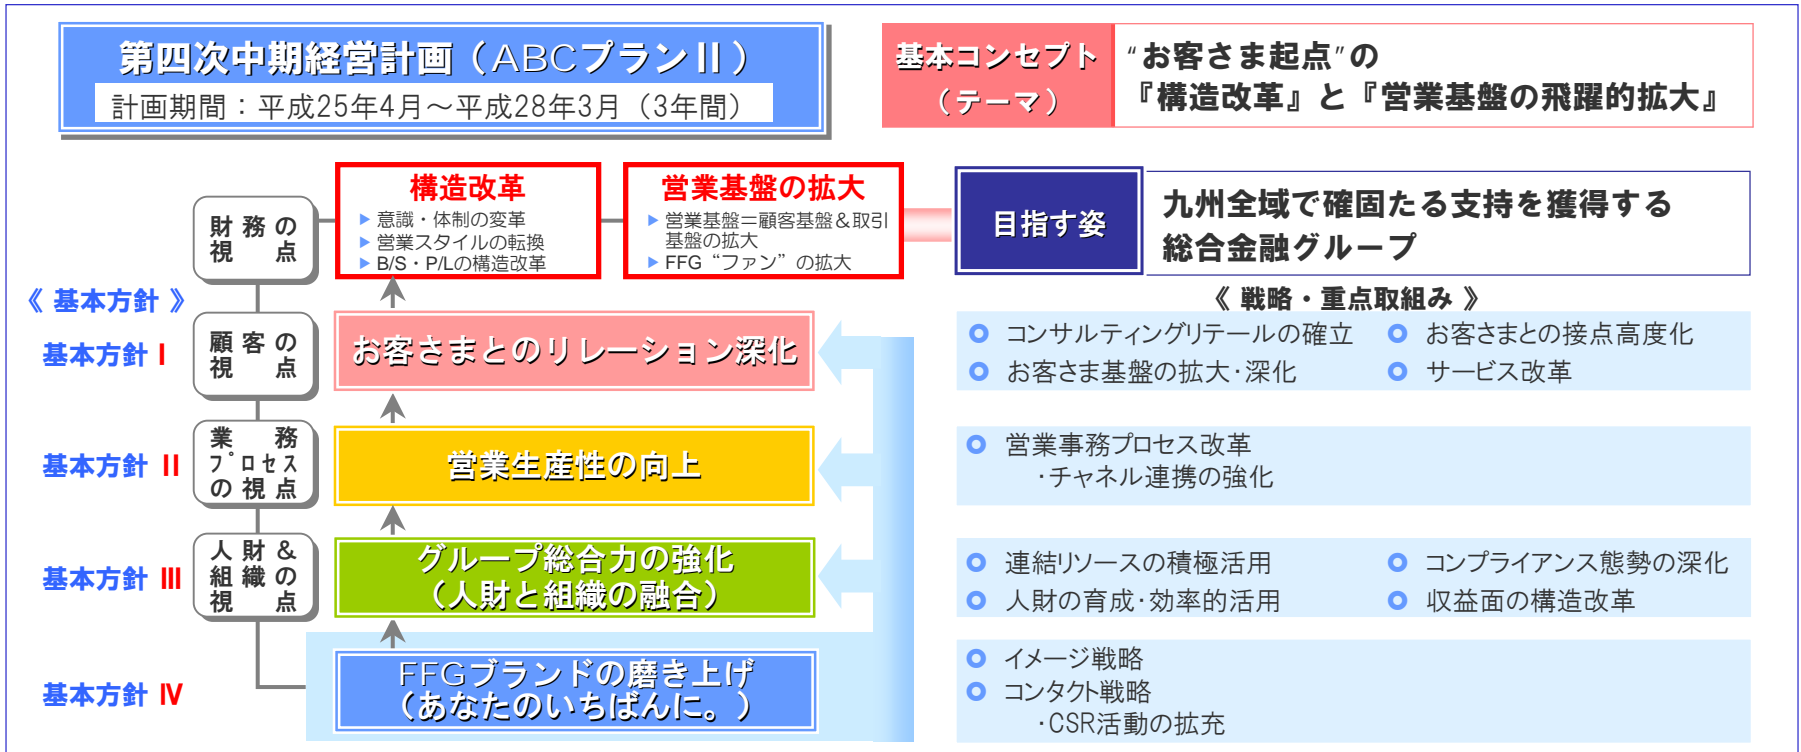 第四次中期経営計画（ABCプランⅡ）
計画期間：平成25年4月～平成28年3月（3年間）
基本コンセプト
（テーマ）
“お客さま起点”の
『構造改革』と『営業基盤の飛躍的拡大』
財務の
視点
構造改革
意識・体制の変革
営業スタイルの転換
B/S・P/Lの構造改革
営業基盤の拡大
営業基盤＝顧客基盤＆取引
基盤の拡大
FFG“ファン”の拡大
目指す姿
九州全域で確固たる支持を獲得する
総合金融グループ
《 基本方針 》
《 戦略・重点取組み 》
基本方針 Ⅰ
顧客の
視点
お客さまとのリレーション深化
コンサルティングリテールの確立
お客さまとの接点高度化
お客さま基盤の拡大・深化
サービス改革
基本方針 Ⅱ
業務
プロセス
の視点
営業生産性の向上
営業事務プロセス改革
・チャネル連携の強化
基本方針 Ⅲ
人財＆
組織の
視点
グループ総合力の強化
（人財と組織の融合）
連結リソースの積極活用
コンプライアンス態勢の深化
人財の育成・効率的活用
収益面の構造改革
基本方針 Ⅳ
FFGブランドの磨き上げ
（あなたのいちばんに。）
イメージ戦略
コンタクト戦略
・CSR活動の拡充